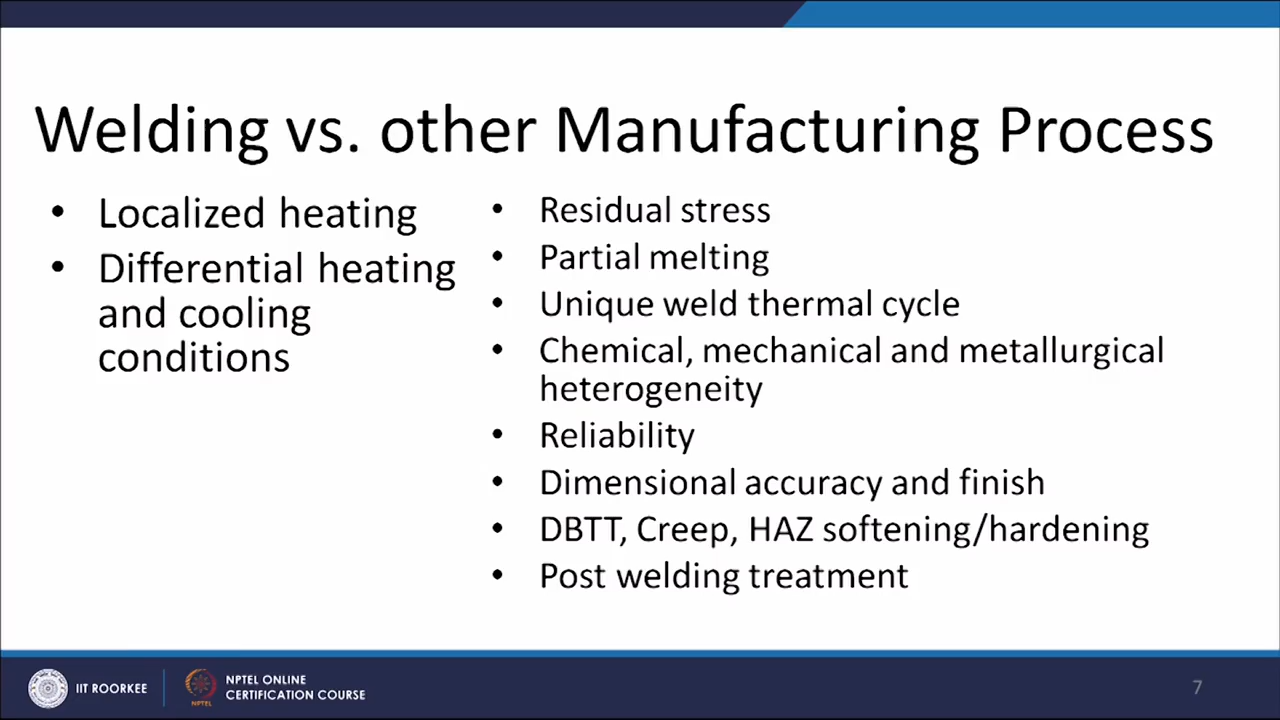 Welding vs. other Manufacturing Process
• Localized heating
• Differential heating
and cooling
conditions
• Residual stress
• Partial melting
• Unique weld thermal cycle
• Chemical, mechanical and metallurgical
heterogeneity
• Reliability
• Dimensional accuracy and finish
• DBTT, Creep, HAZ softening/hardening
• Post welding treatment
IIT ROORKEE
NPTEL
NPTEL ONLINE
CERTIFICATION COURSE
7